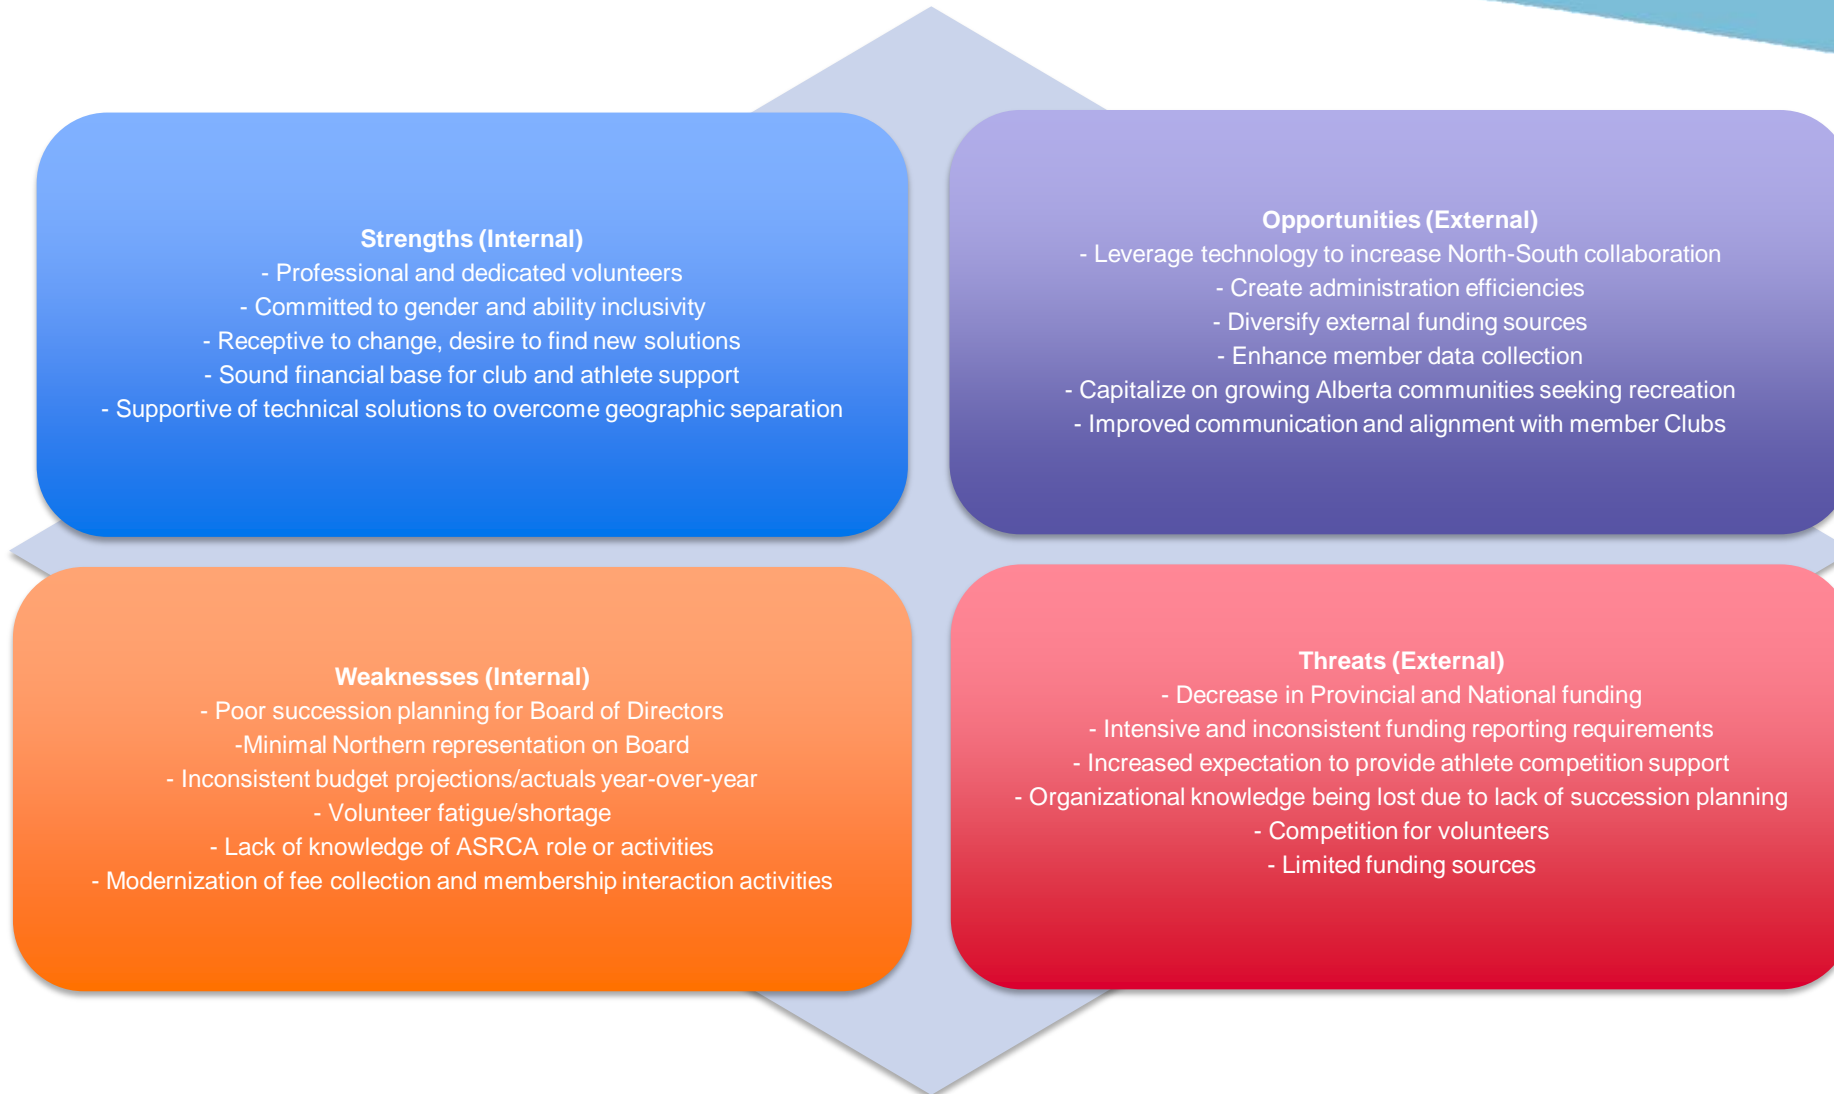 Strengths (Internal)
- Professional and dedicated volunteers
- Committed to gender and ability inclusivity
- Receptive to change, desire to find new solutions
- Sound financial base for club and athlete support
- Supportive of technical solutions to overcome geographic separation
Opportunities (External)
- Leverage technology to increase North-South collaboration
- Create administration efficiencies
- Diversify external funding sources
- Enhance member data collection
- Capitalize on growing Alberta communities seeking recreation
- Improved communication and alignment with member Clubs
Weaknesses (Internal)
- Poor succession planning for Board of Directors
-Minimal Northern representation on Board
- Inconsistent budget projections/actuals year-over-year
- Volunteer fatigue/shortage
- Lack of knowledge of ASRCA role or activities
- Modernization of fee collection and membership interaction activities
Threats (External)
- Decrease in Provincial and National funding
- Intensive and inconsistent funding reporting requirements
- Increased expectation to provide athlete competition support
- Organizational knowledge being lost due to lack of succession planning
- Competition for volunteers
- Limited funding sources